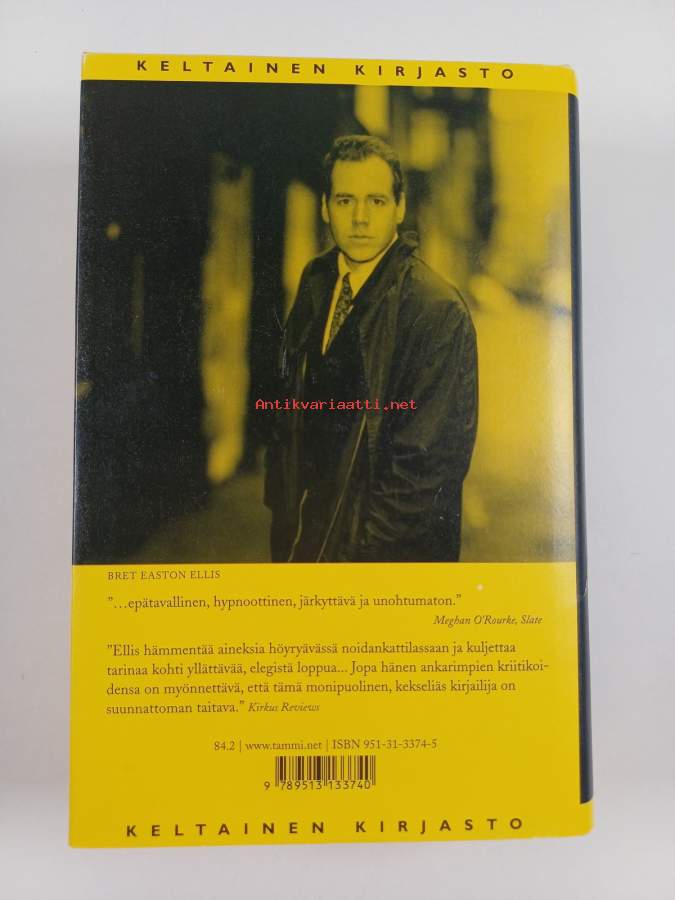 KELTAINEN KIRJASTO
Antikvariaatti.net
BRET EASTON ELLIS
"...epätavallinen, hypnoottinen, järkyttävä ja unohtumaton."
Meghan O'Rourke, Slate
"Ellis hämmentää aineksia höyryävässä noidankattilassaan ja kuljettaa
tarinaa kohti yllättävää, elegistä loppua... Jopa hänen ankarimpien kriitikoi-
densa on myönnettävä, että tämä monipuolinen, kekseliäs kirjailija on
suunnattoman taitava." Kirkus Reviews
84.2 | www.tammi.net | ISBN 951-31-3374-5
9 789513 133740
KELTAINEN KIRJASTO